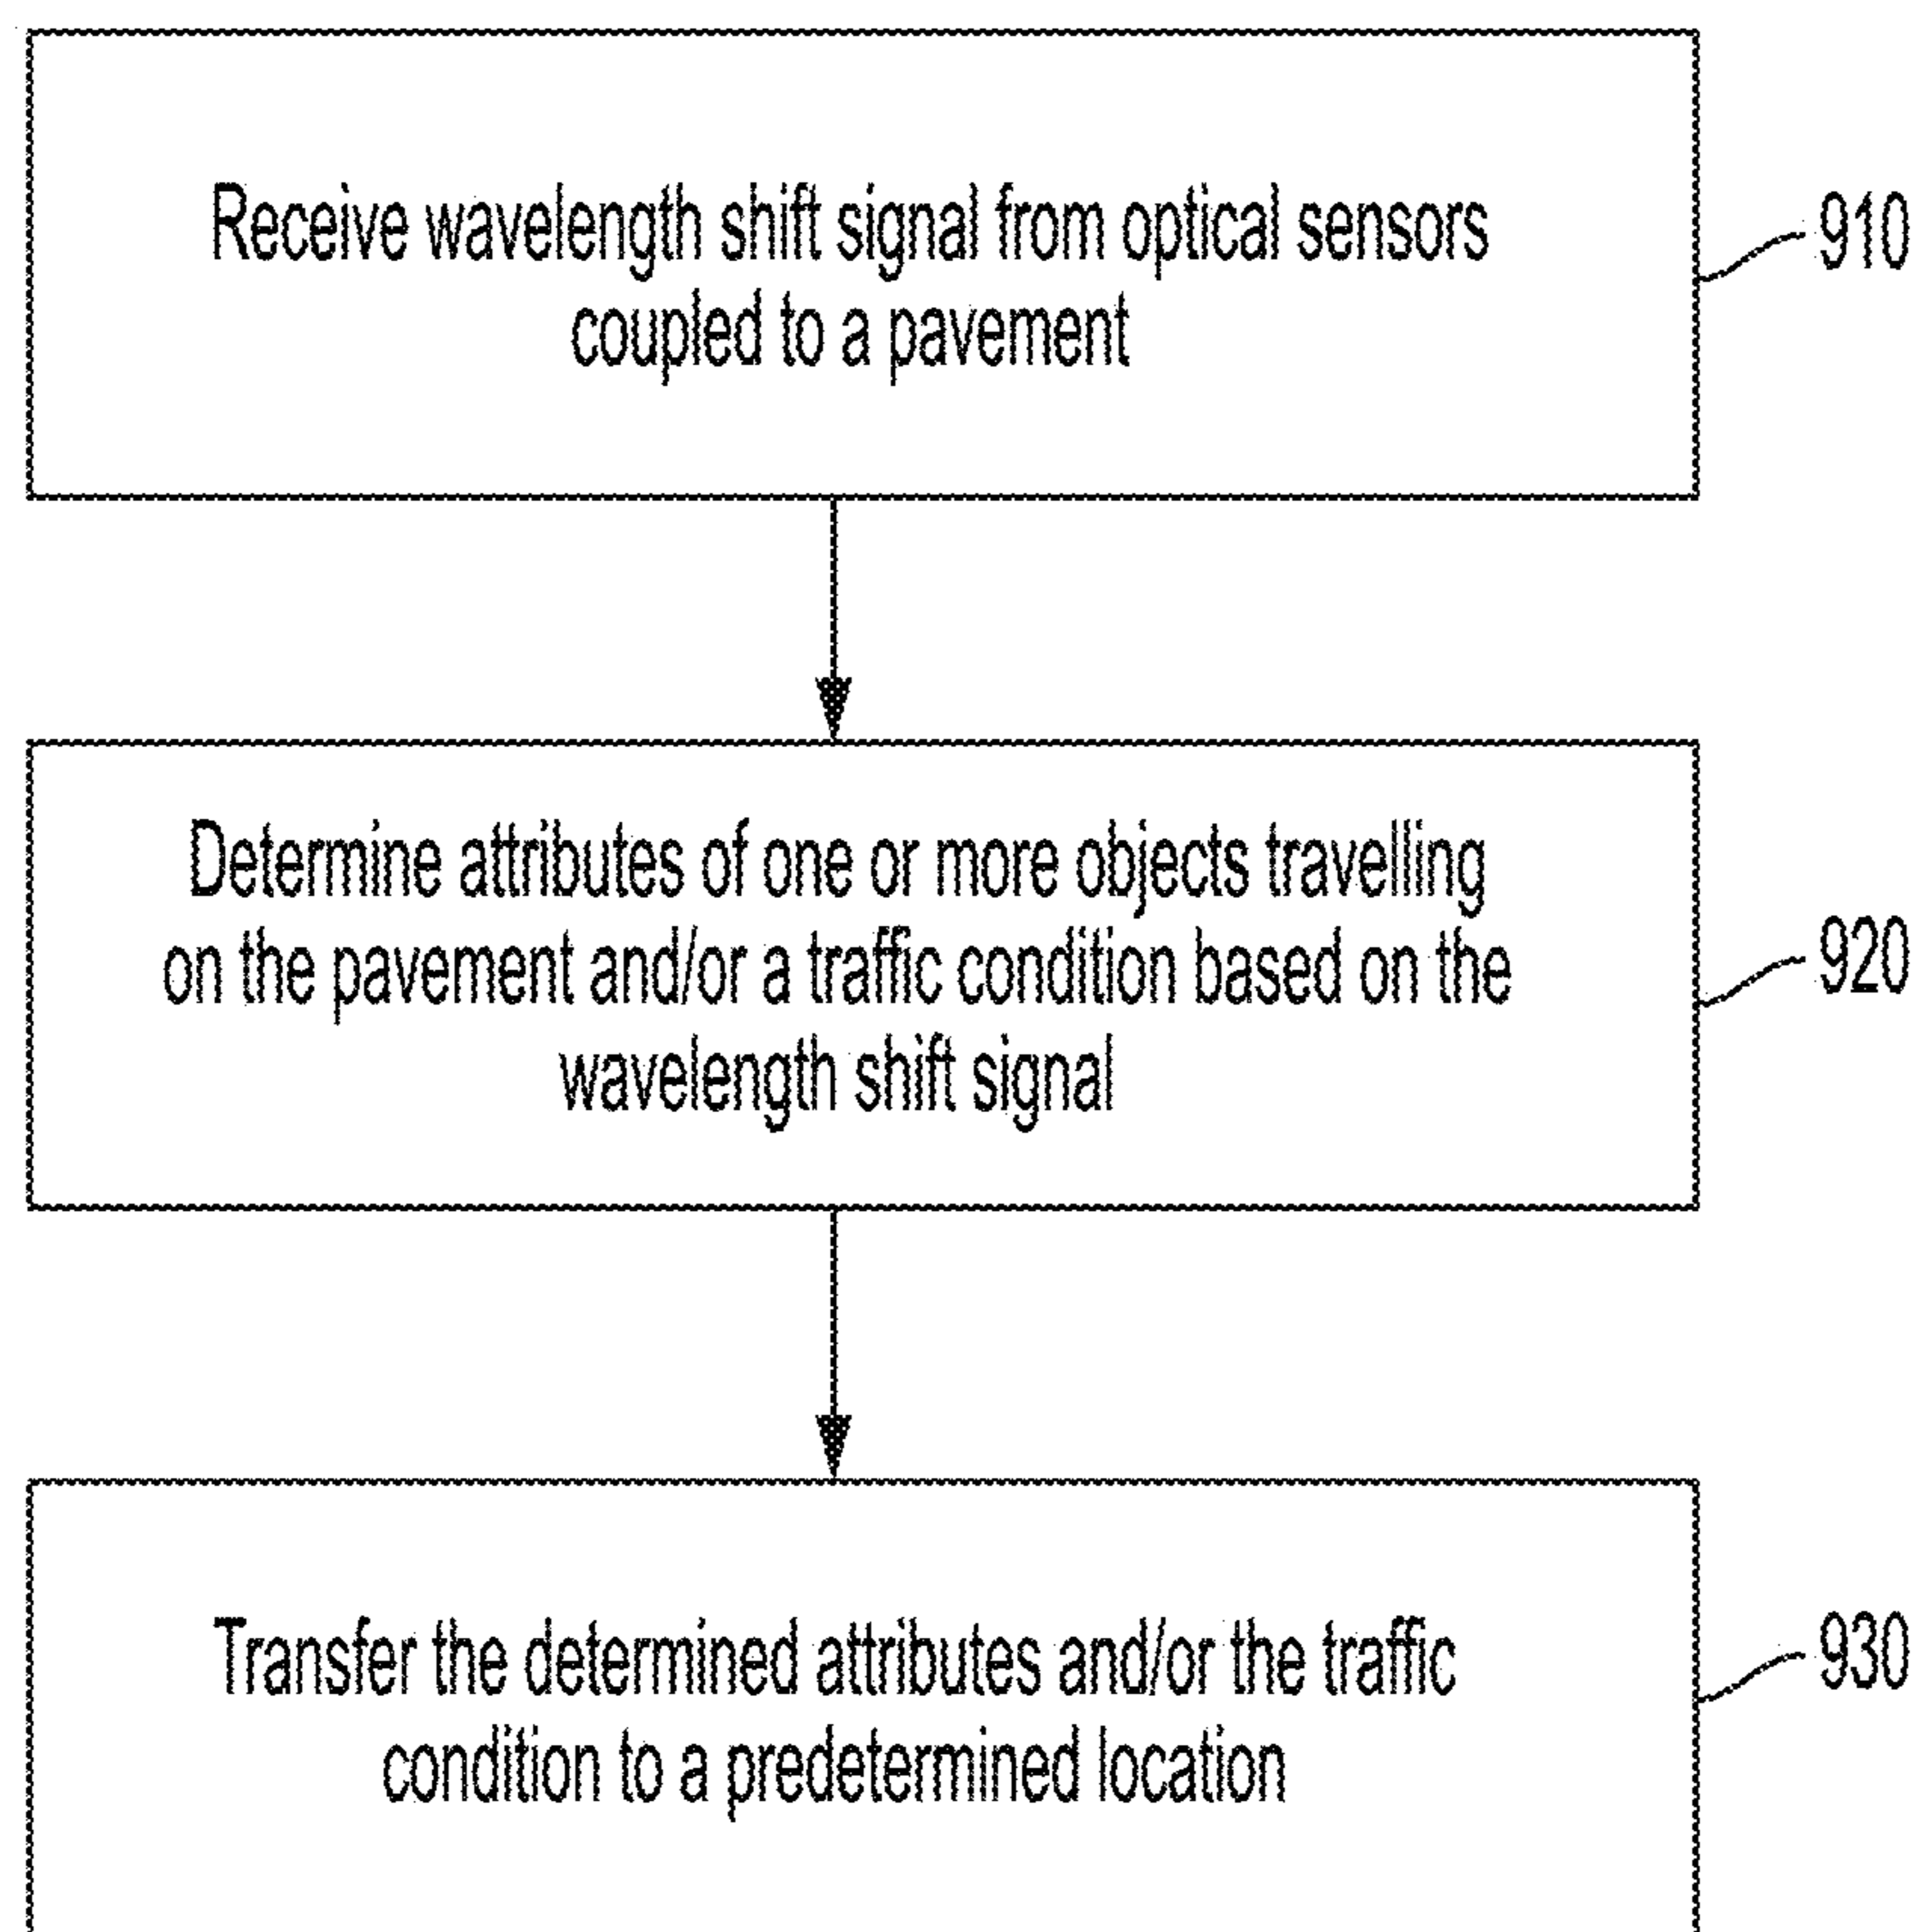 Receive wavelength shift signal from optical sensors
coupled to a pavement
910
Determine attributes of one or more objects travelling
on the pavement and/or a traffic condition based on the
wavelength shift signal
920
Transfer the determined attributes and/or the traffic
condition to a predetermined location
930